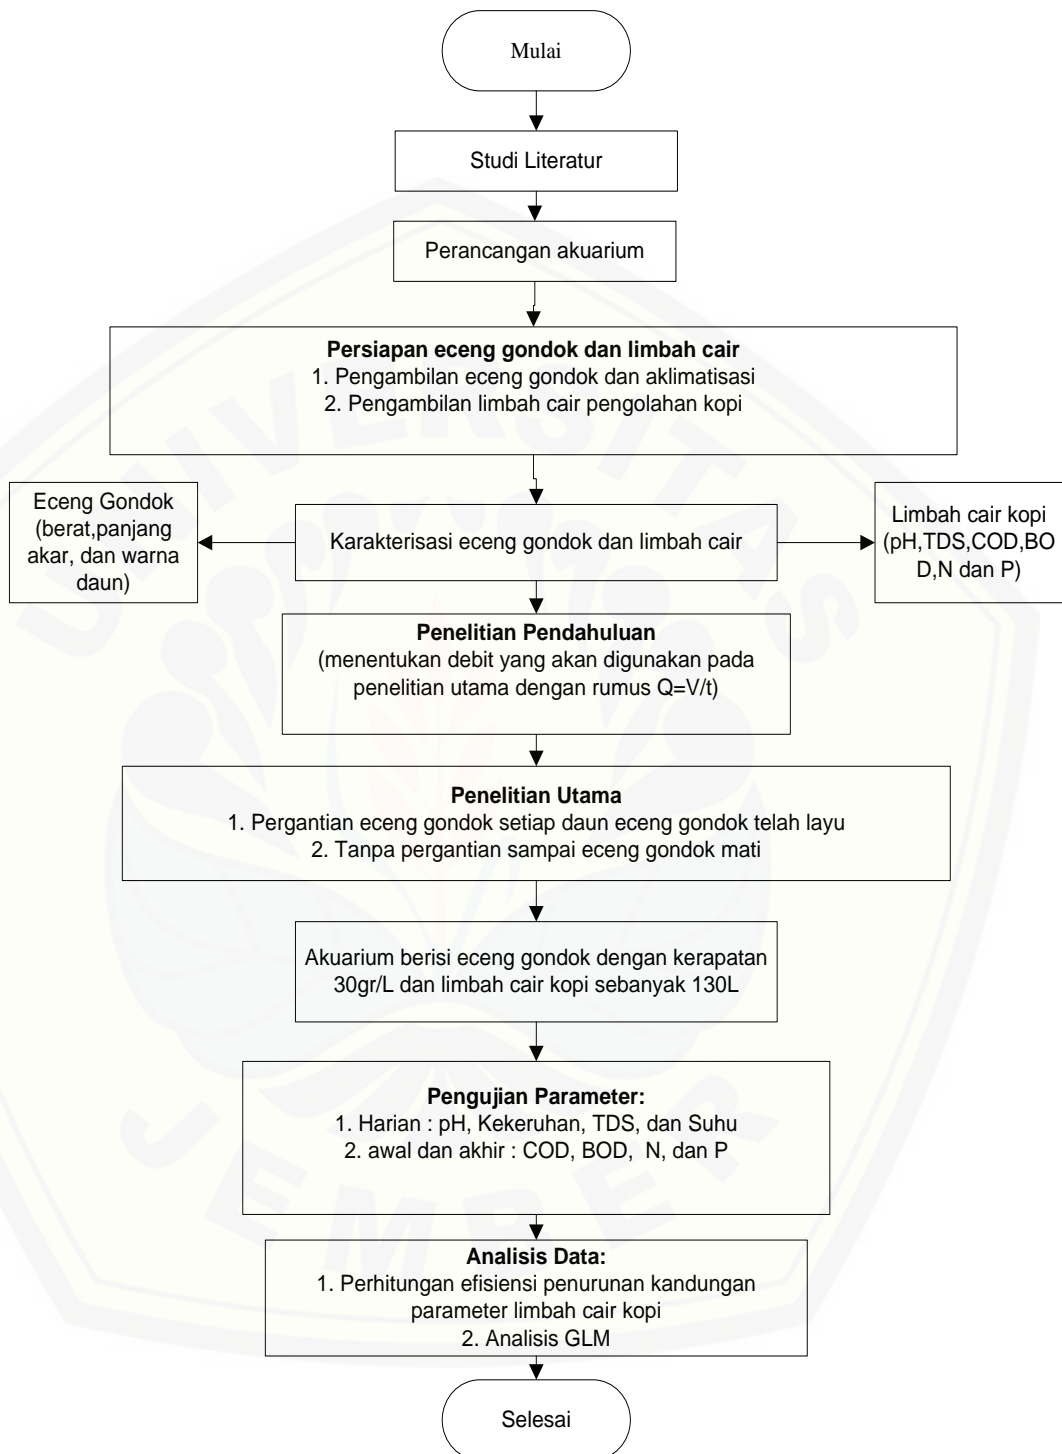 Mulai
Studi Literatur
Perancangan akuarium
Persiapan eceng gondok dan limbah cair
1. Pengambilan eceng gondok dan aklimatisasi
2. Pengambilan limbah cair pengolahan kopi
Eceng Gondok
(berat,panjang
akar, dan warna
daun)
Karakterisasi eceng gondok dan limbah cair
Limbah cair kopi
(pH,TDS,COD,BO
D,N dan P)
Penelitian Pendahuluan
(menentukan debit yang akan digunakan pada
penelitian utama dengan rumus Q=V/t)
Penelitian Utama
1. Pergantian eceng gondok setiap daun eceng gondok telah layu
2. Tanpa pergantian sampai eceng gondok mati
Akuarium berisi eceng gondok dengan kerapatan
30gr/L dan limbah cair kopi sebanyak 130L
Pengujian Parameter:
1. Harian : pH, Kekeruhan, TDS, dan Suhu
2. awal dan akhir : COD, BOD,  N, dan P
Analisis Data:
1. Perhitungan efisiensi penurunan kandungan
parameter limbah cair kopi
2. Analisis GLM
Selesai
UNIVERSITAS
JEMBER